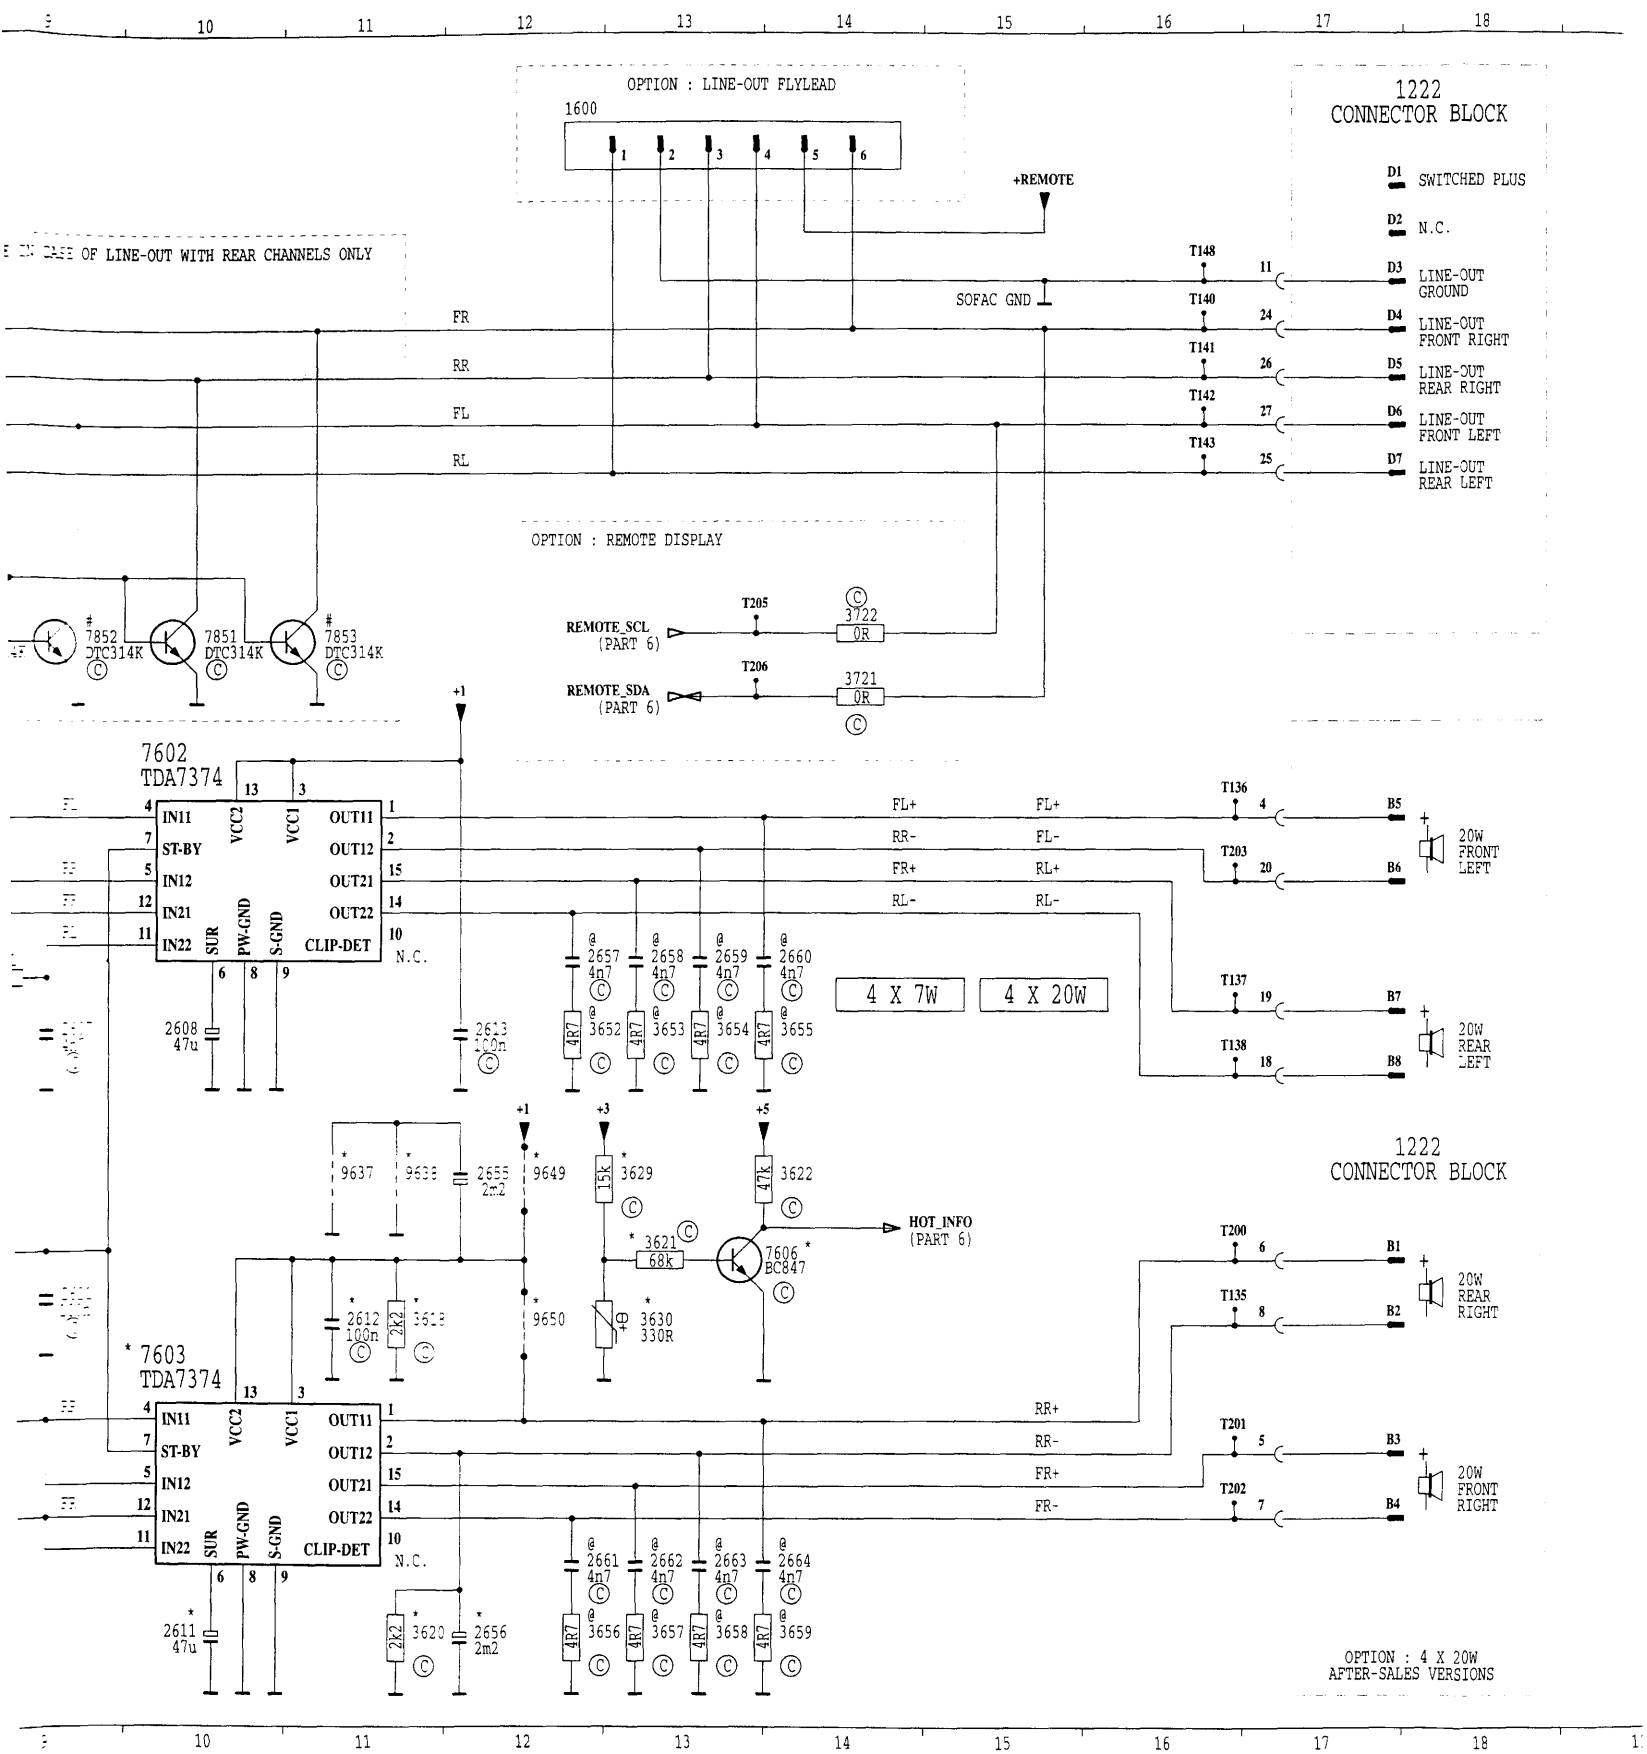 10 11 12 13 14 15 16 17 18
OPTION : LINE-OUT FLYLEAD
1600
1 2 3 4 5 6
+REMOTE
1222
CONNECTOR BLOCK
D1 SWITCHED PLUS
D2 N.C.
OF LINE-OUT WITH REAR CHANNELS ONLY
T148 11 D3 LINE-OUT
GROUND
SOFAC GND
FR T140 24 D4 LINE-OUT
FRONT RIGHT
RR T141 26 D5 LINE-OUT
REAR RIGHT
FL T142 27 D6 LINE-OUT
FRONT LEFT
RL T143 25 D7 LINE-OUT
REAR LEFT
OPTION : REMOTE DISPLAY
#
7852
DTC314K
C
7851
DTC314K
C
#
7853
DTC314K
C
REMOTE_SCL
(PART 6)
T205
C
3722
0R
REMOTE_SDA
(PART 6)
T206
3721
0R
C
+1
7602
TDA7374
13 3
4 IN11 VCC2 VCC1 OUT11 1
7 ST-BY OUT12 2
5 IN12 OUT21 15
12 IN21 OUT22 14
11 IN22 SUR PW-GND S-GND CLIP-DET 10
N.C.
6 8 9
FL+ FL+
RR- FL-
FR+ RL+
RL- RL-
T136 4 B5 +
T203 20 B6
20W
FRONT
LEFT
T137 19 B7 +
T138 18 B8
20W
REAR
LEFT
2608
47u
2613
100n
C
@ 2657 4n7 C
@ 2658 4n7 C
@ 2659 4n7 C
@ 2660 4n7 C
4R7 @ 3652 C
4R7 @ 3653 C
4R7 @ 3654 C
4R7 @ 3655 C
4 X 7W
4 X 20W
+1 +3 +5
* 9637
* 9638
2655
2m2
* 9649
15k * 3629 C
47k 3622 C
HOT_INFO
(PART 6)
* 3621 C
68k
7606 *
BC847
C
* 2612
100n
C
2k2 * 3618 C
* 9650
+Θ
* 3630
330R
1222
CONNECTOR BLOCK
T200 6 B1 +
T135 8 B2
20W
REAR
RIGHT
T201 5 B3 +
T202 7 B4
20W
FRONT
RIGHT
* 7603
TDA7374
13 3
4 IN11 VCC2 VCC1 OUT11 1
7 ST-BY OUT12 2
5 IN12 OUT21 15
12 IN21 OUT22 14
11 IN22 SUR PW-GND S-GND CLIP-DET 10
N.C.
6 8 9
RR+
RR-
FR+
FR-
* 2611
47u
2k2 * 3620 C
* 2656
2m2
@ 2661 4n7 C
@ 2662 4n7 C
@ 2663 4n7 C
@ 2664 4n7 C
4R7 @ 3656 C
4R7 @ 3657 C
4R7 @ 3658 C
4R7 @ 3659 C
OPTION : 4 X 20W
AFTER-SALES VERSIONS
10 11 12 13 14 15 16 17 18